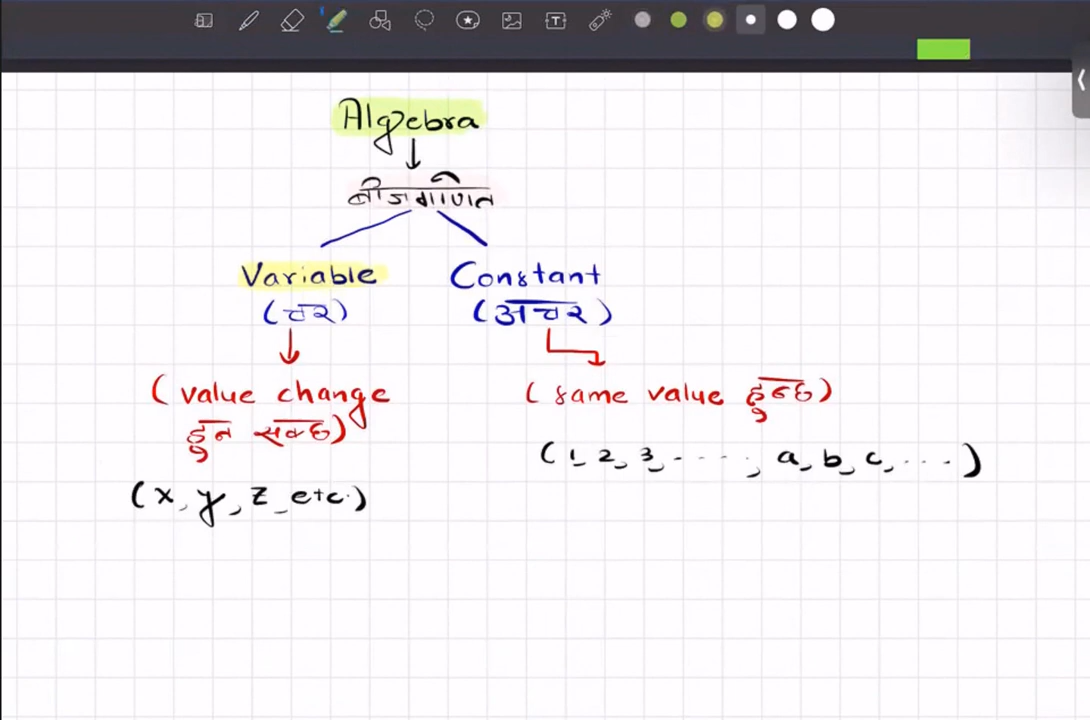 Algebra
↓
बीजगणित
Variable Constant
(चर) (अचर)
(value change (same value हुन्छ)
हुन सक्छ)
(1, 2, 3, ----, a, b, c, ...)
(x, y, z, etc.)